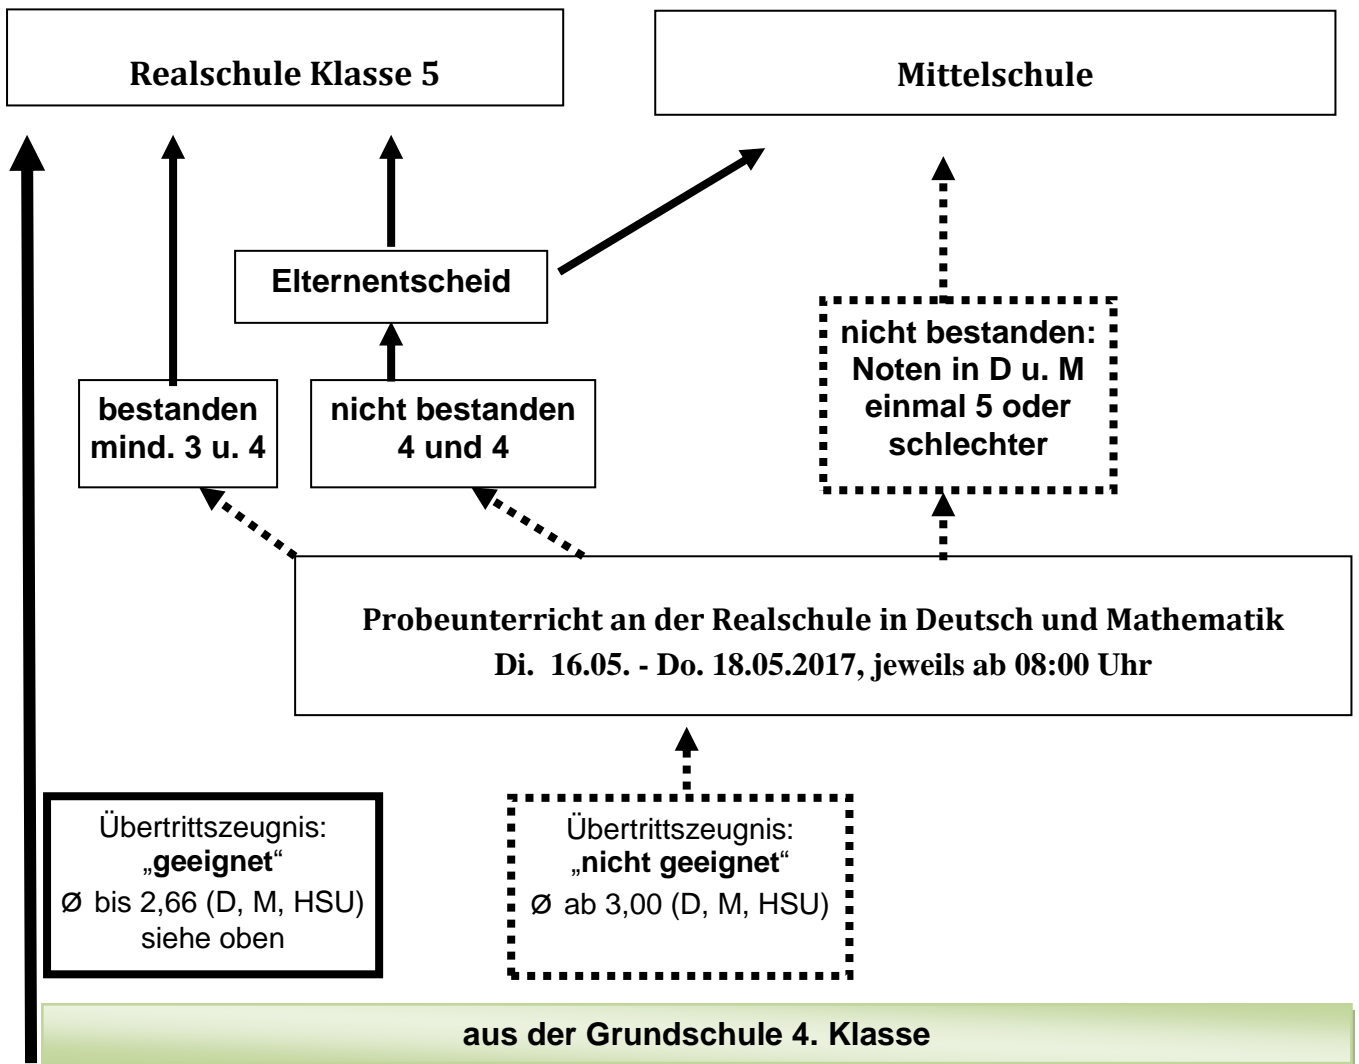 Realschule Klasse 5
Mittelschule
Elternentscheid
bestanden
mind. 3 u. 4
nicht bestanden
4 und 4
nicht bestanden:
Noten in D u. M
einmal 5 oder
schlechter
Probeunterricht an der Realschule in Deutsch und Mathematik
Di. 16.05. - Do. 18.05.2017, jeweils ab 08:00 Uhr
Übertrittszeugnis:
„geeignet“
Ø bis 2,66 (D, M, HSU)
siehe oben
Übertrittszeugnis:
„nicht geeignet“
Ø ab 3,00 (D, M, HSU)
aus der Grundschule 4. Klasse